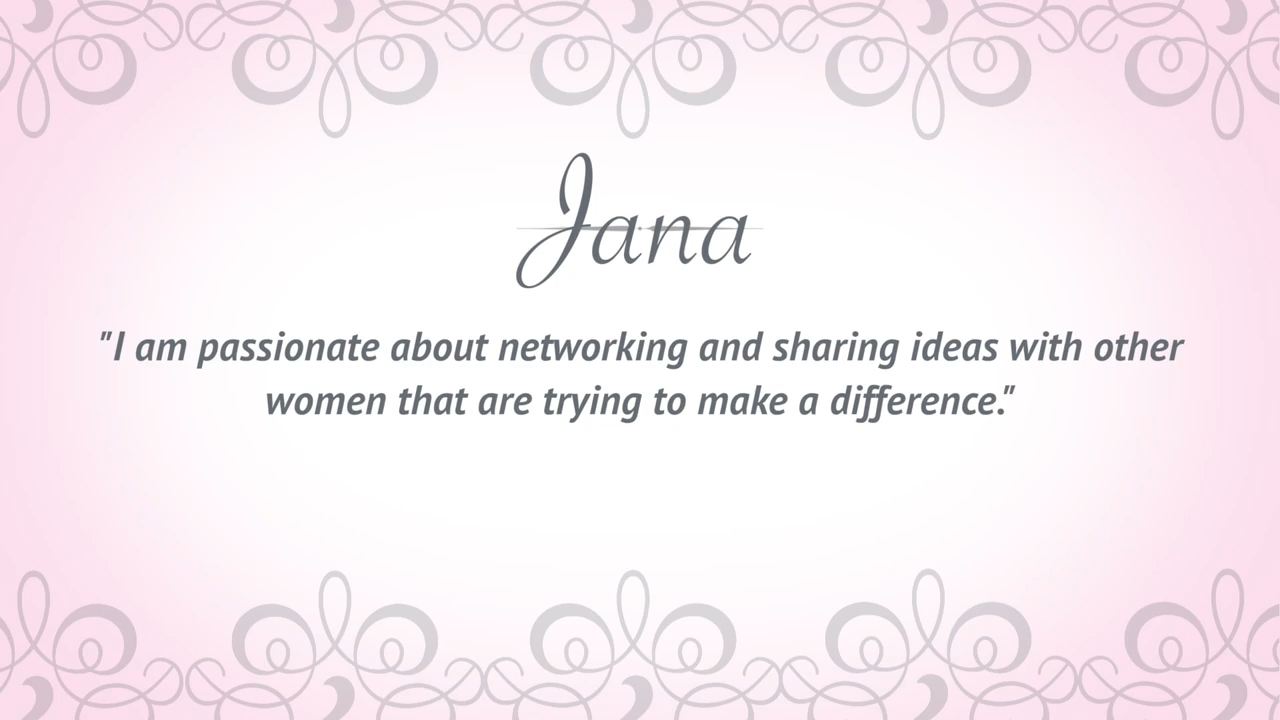 Jana
"I am passionate about networking and sharing ideas with other
women that are trying to make a difference."